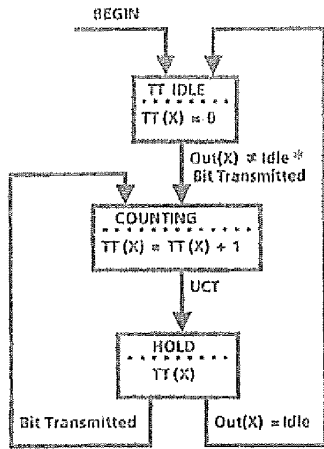 BEGIN
TT IDLE
TT(X) = 0
Out(X) ≠ Idle *
Bit Transmitted
COUNTING
TT(X) = TT(X) + 1
UCT
HOLD
TT(X)
Bit Transmitted
Out(X) = Idle